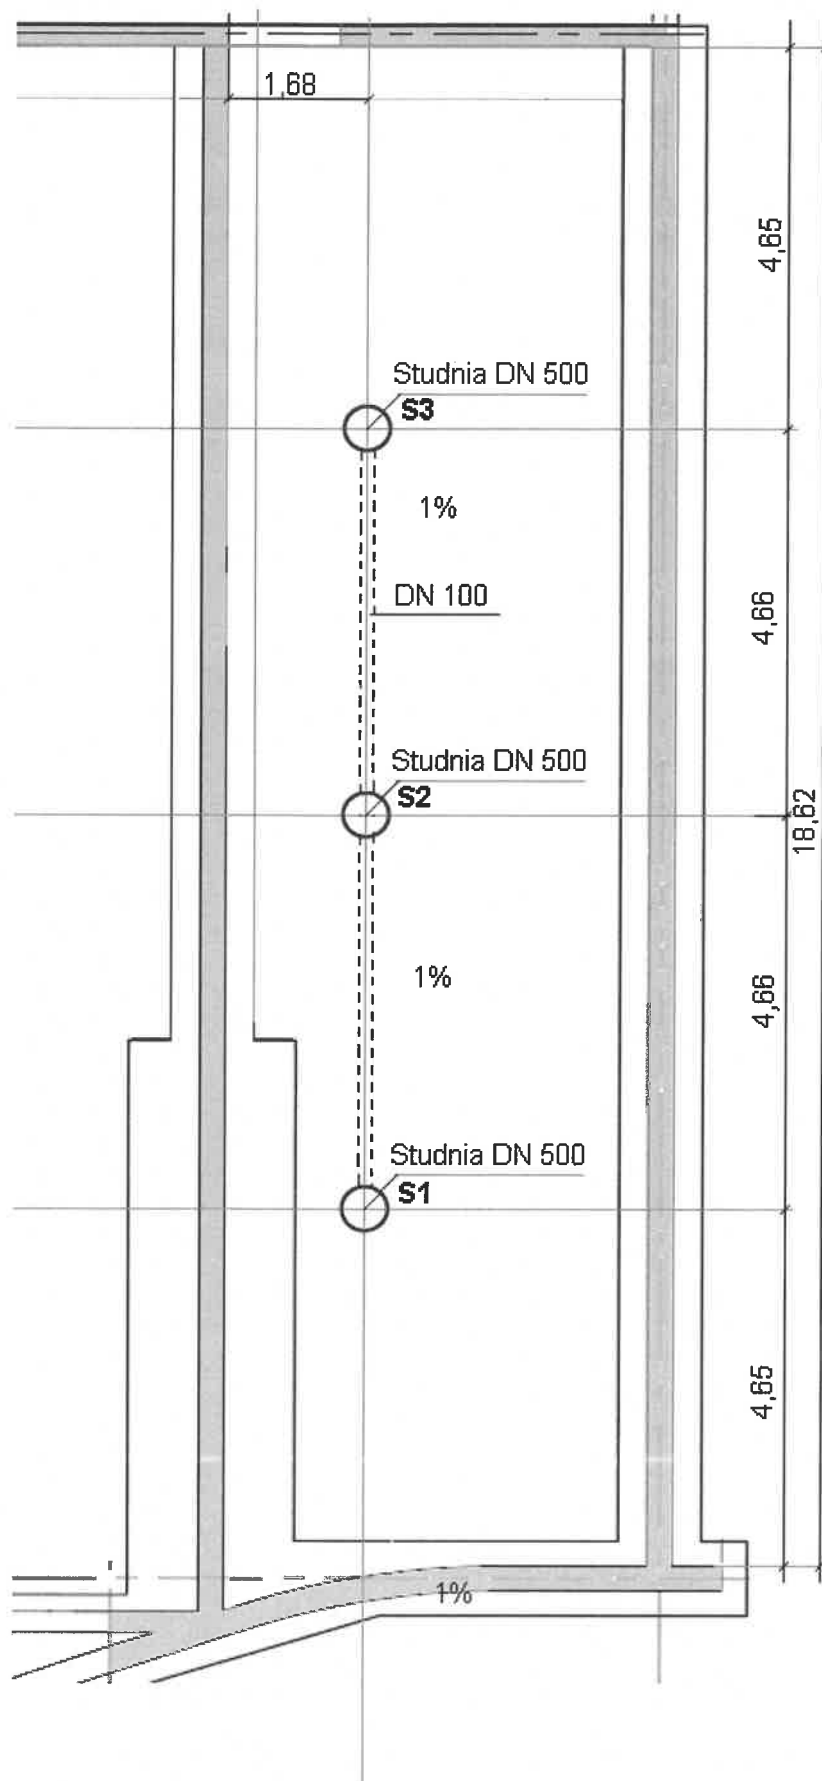 1,68
4,65
Studnia DN 500
S3
1%
DN 100
4,66
Studnia DN 500
S2
18,62
1%
4,66
Studnia DN 500
S1
4,65
1%